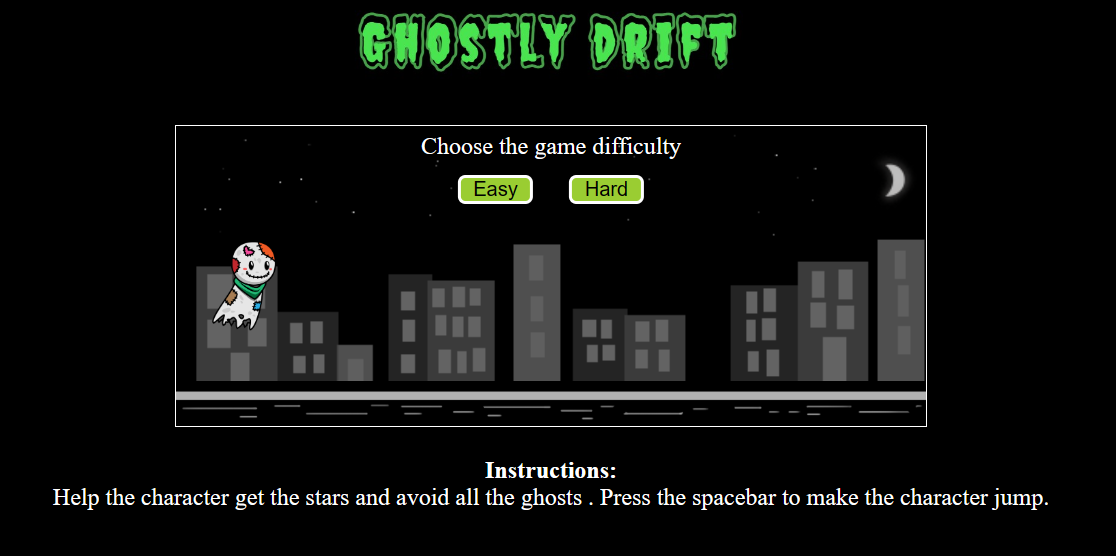 GHOSTLY DRIFT
Choose the game difficulty
Easy Hard
Instructions:
Help the character get the stars and avoid all the ghosts . Press the spacebar to make the character jump.